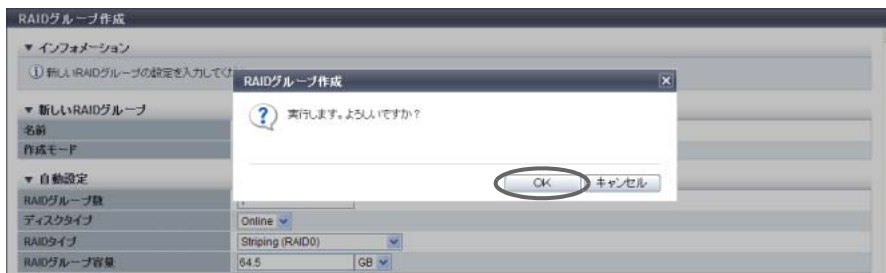 RAIDグループ作成
▼ インフォメーション
新しいRAIDグループの設定を入力してくだ
RAIDグループ作成
実行します。よろしいですか？
OK キャンセル
▼ 新しいRAIDグループ
名前
作成モード
▼ 自動設定
RAIDグループ数
ディスクタイプ Online
RAIDタイプ Striping (RAID0)
RAIDグループ容量 64.5 GB